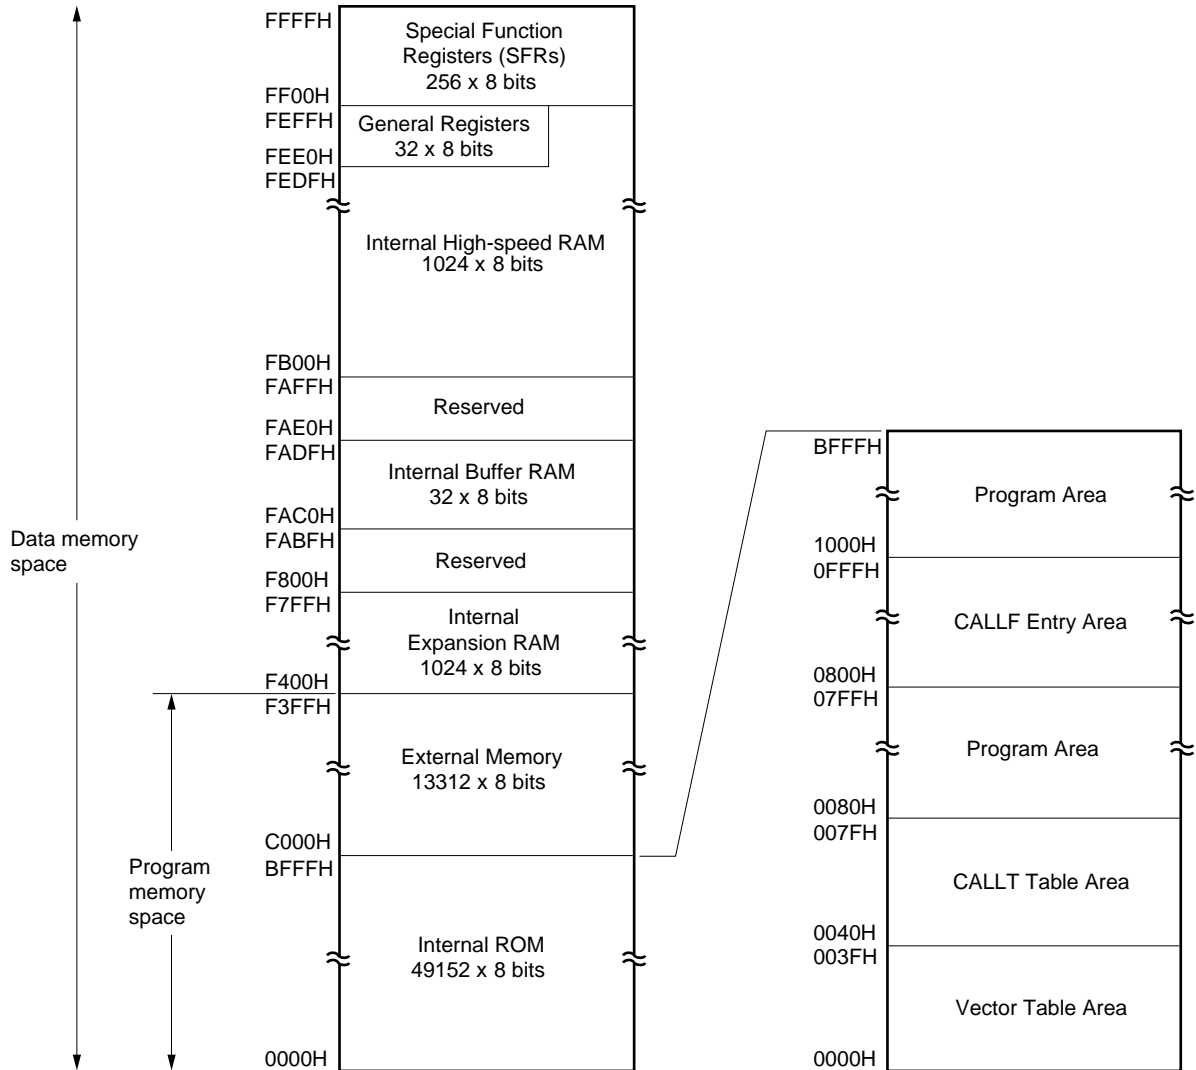 FFFFH
Special Function
Registers (SFRs)
256 x 8 bits
FF00H
FEFFH
General Registers
32 x 8 bits
FEE0H
FEDFH
Internal High-speed RAM
1024 x 8 bits
FB00H
FAFFH
Reserved
FAE0H
FADFH
Internal Buffer RAM
32 x 8 bits
FAC0H
FABFH
Reserved
F800H
F7FFH
Internal
Expansion RAM
1024 x 8 bits
F400H
F3FFH
External Memory
13312 x 8 bits
C000H
BFFFH
Internal ROM
49152 x 8 bits
0000H
Data memory
space
Program
memory
space
BFFFH
Program Area
1000H
0FFFH
CALLF Entry Area
0800H
07FFH
Program Area
0080H
007FH
CALLT Table Area
0040H
003FH
Vector Table Area
0000H